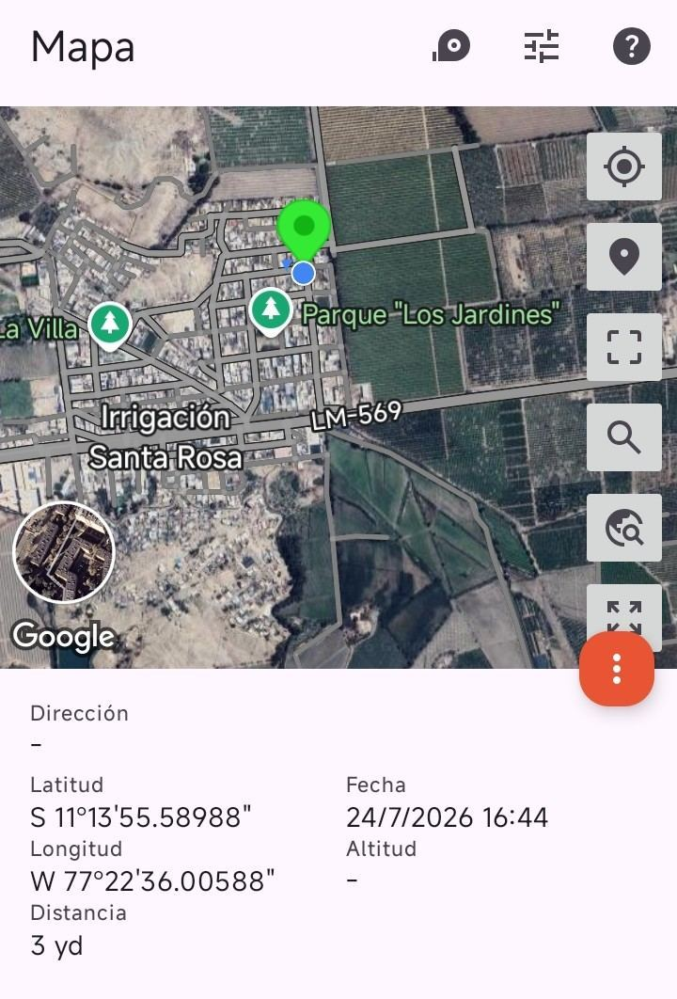 Mapa
La Villa
Parque "Los Jardines"
Irrigación
Santa Rosa
LM-569
Google
Dirección
-
Latitud
S 11°13'55.58988"
Fecha
24/7/2026 16:44
Longitud
W 77°22'36.00588"
Altitud
-
Distancia
3 yd